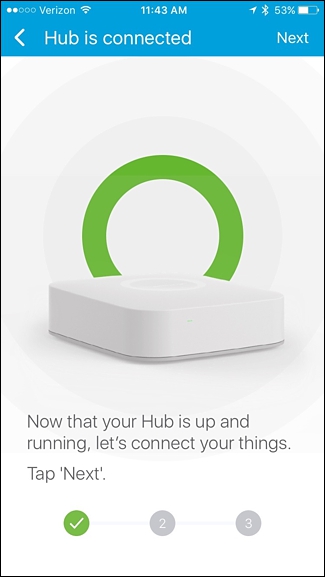 Verizon 11:43 AM 53%
Hub is connected Next
Now that your Hub is up and
running, let's connect your things.
Tap 'Next'.
2 3